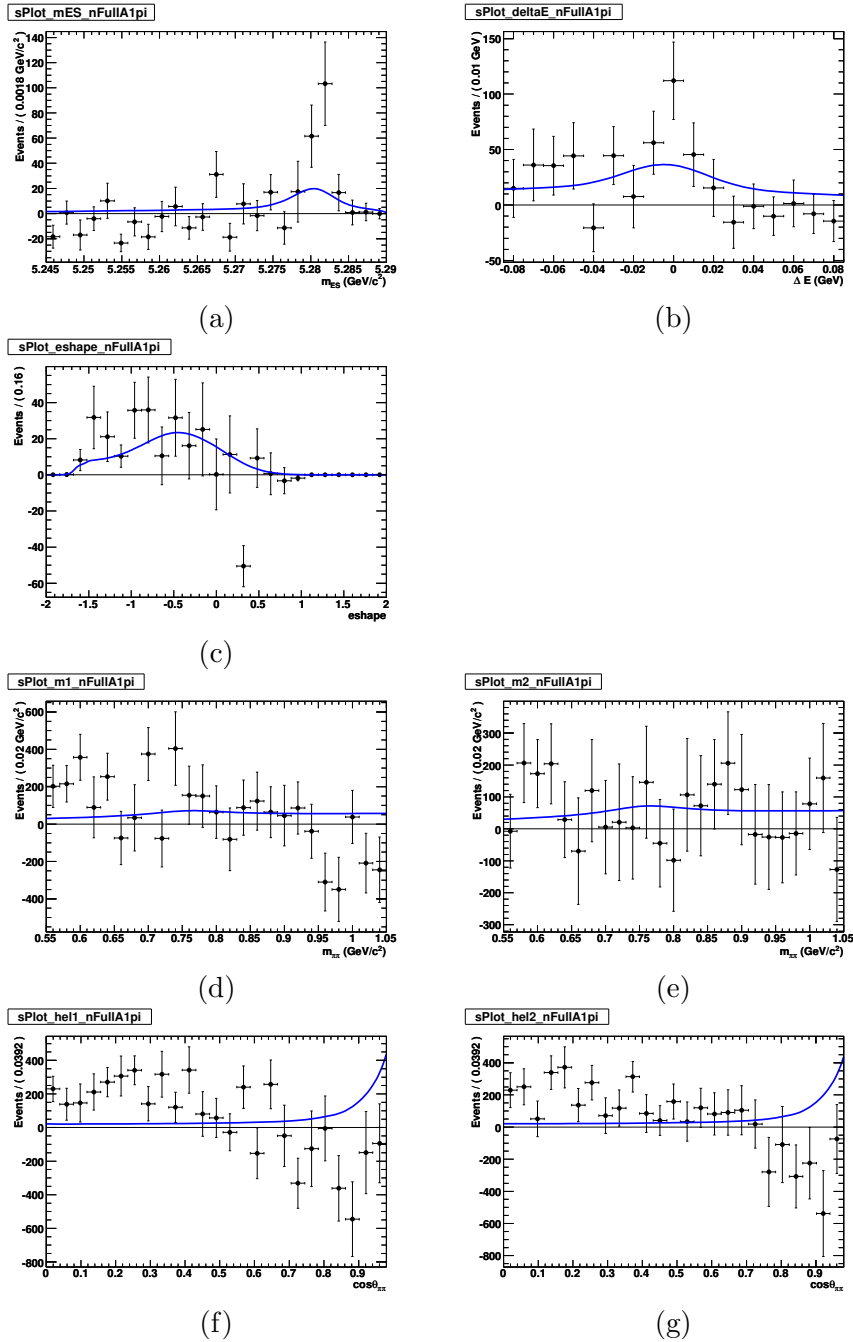 sPlot_mES_nFullA1pi
Events / ( 0.0018 GeV/c²)
140
120
100
80
60
40
20
0
-20
5.245 5.25 5.255 5.26 5.265 5.27 5.275 5.28 5.285 5.29
m_ES (GeV/c²)
(a)
sPlot_deltaE_nFullA1pi
Events / ( 0.01 GeV)
150
100
50
0
-50
-0.08 -0.06 -0.04 -0.02 0 0.02 0.04 0.06 0.08
Δ E (GeV)
(b)
sPlot_eshape_nFullA1pi
Events / ( 0.16 )
60
40
20
0
-20
-40
-60
-2 -1.5 -1 -0.5 0 0.5 1 1.5 2
eshape
(c)
sPlot_m1_nFullA1pi
Events / ( 0.02 GeV/c²)
600
400
200
0
-200
-400
0.55 0.6 0.65 0.7 0.75 0.8 0.85 0.9 0.95 1 1.05
m_ππ (GeV/c²)
(d)
sPlot_m2_nFullA1pi
Events / ( 0.02 GeV/c²)
300
200
100
0
-100
-200
-300
0.55 0.6 0.65 0.7 0.75 0.8 0.85 0.9 0.95 1 1.05
m_ππ (GeV/c²)
(e)
sPlot_hel1_nFullA1pi
Events / ( 0.0392 )
400
200
0
-200
-400
-600
-800
0 0.1 0.2 0.3 0.4 0.5 0.6 0.7 0.8 0.9
cosθ_ππ
(f)
sPlot_hel2_nFullA1pi
Events / ( 0.0392 )
400
200
0
-200
-400
-600
-800
0 0.1 0.2 0.3 0.4 0.5 0.6 0.7 0.8 0.9
cosθ_ππ
(g)